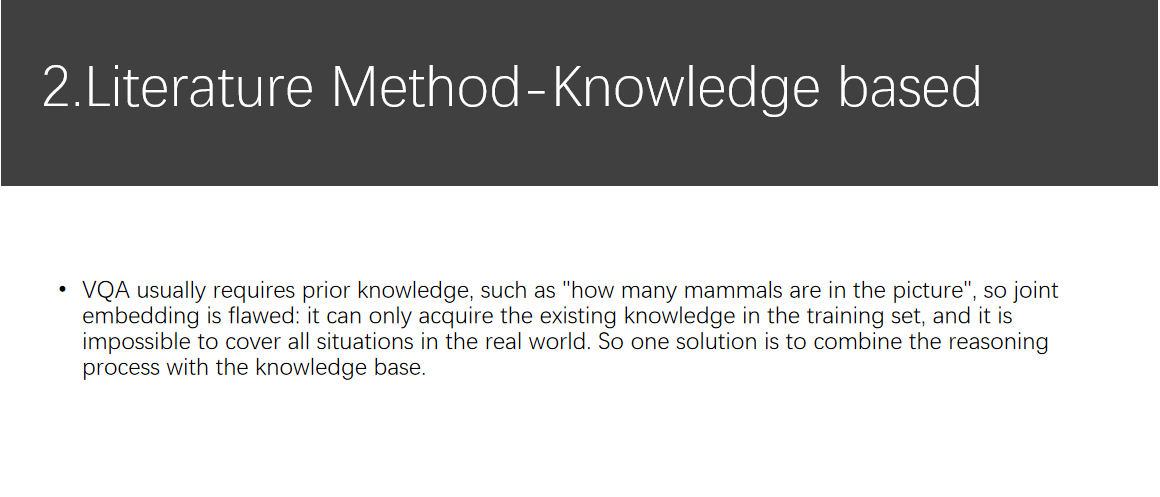 2.Literature Method-Knowledge based
• VQA usually requires prior knowledge, such as "how many mammals are in the picture", so joint
embedding is flawed: it can only acquire the existing knowledge in the training set, and it is
impossible to cover all situations in the real world. So one solution is to combine the reasoning
process with the knowledge base.